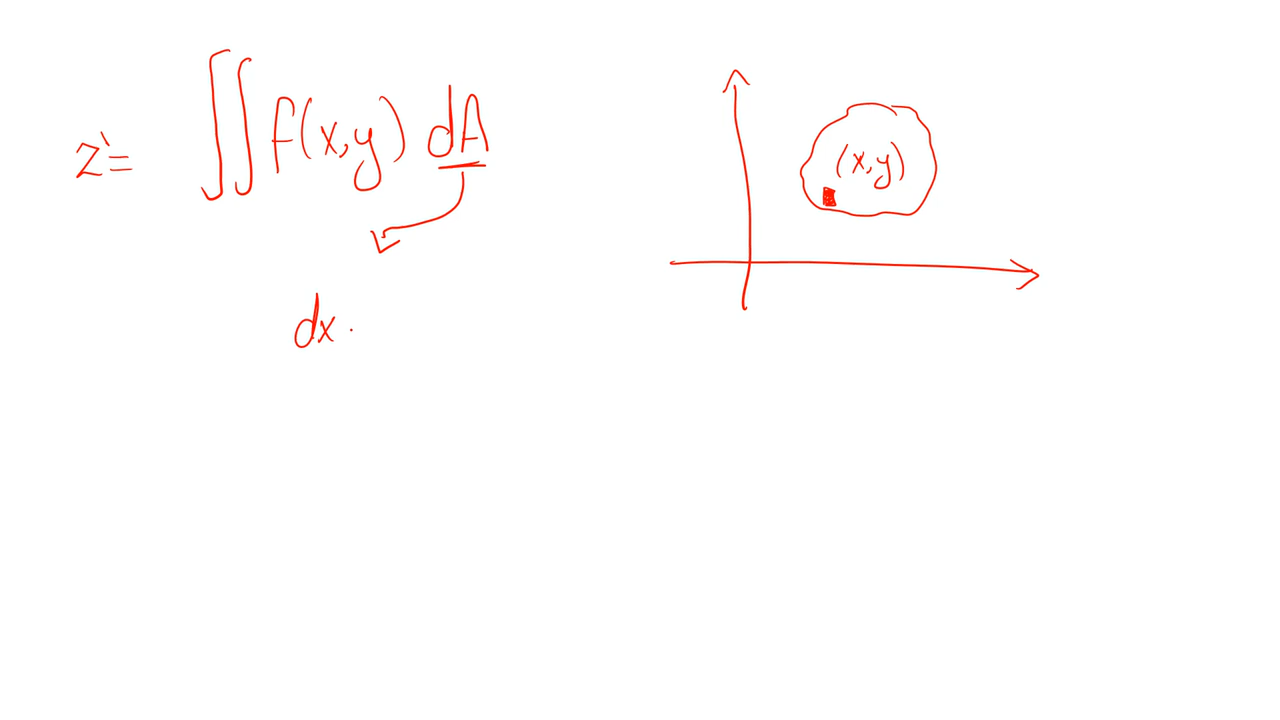 z' = ∬ f(x,y) dA
(x,y)
dx ·